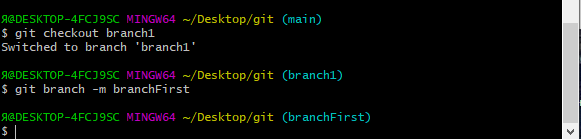 Я@DESKTOP-4FCJ9SC MINGW64 ~/Desktop/git (main)
$ git checkout branch1
Switched to branch 'branch1'
Я@DESKTOP-4FCJ9SC MINGW64 ~/Desktop/git (branch1)
$ git branch -m branchFirst
Я@DESKTOP-4FCJ9SC MINGW64 ~/Desktop/git (branchFirst)
$